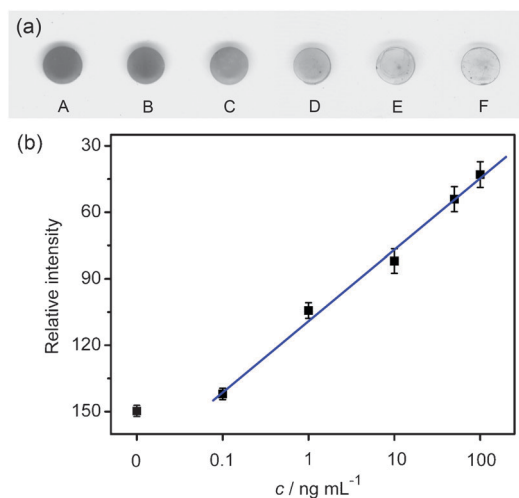 (a)
A B C D E F
(b)
30
60
90
120
150
Relative intensity
0 0.1 1 10 100
c / ng mL⁻¹